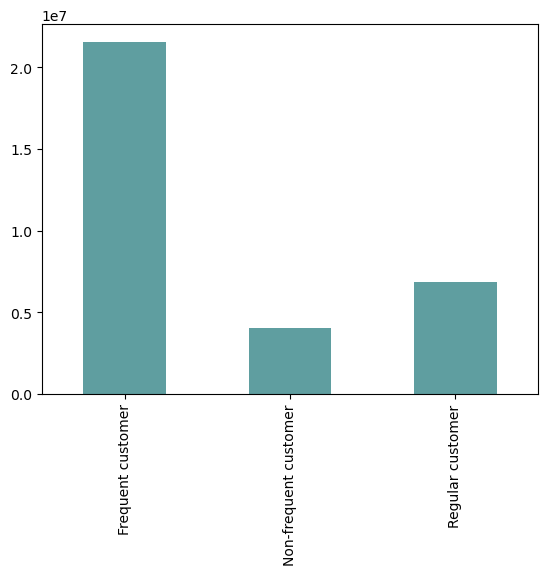 1e7
2.0
1.5
1.0
0.5
0.0
Frequent customer
Non-frequent customer
Regular customer